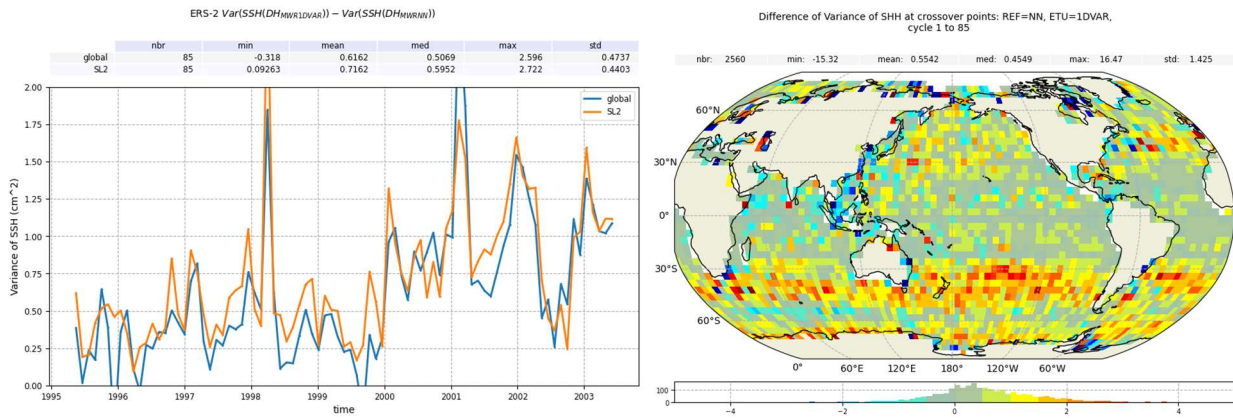 ERS-2 Var(SSH(DH_MWR1DVAR)) − Var(SSH(DH_MWRNN))
nbr min mean med max std
global 85 -0.318 0.6162 0.5069 2.596 0.4737
SL2 85 0.09263 0.7162 0.5952 2.722 0.4403
2.00
1.75
1.50
1.25
1.00
0.75
0.50
0.25
0.00
Variance of SSH (cm^2)
global
SL2
1995 1996 1997 1998 1999 2000 2001 2002 2003
time
Difference of Variance of SHH at crossover points: REF=NN, ETU=1DVAR,
cycle 1 to 85
nbr: 2560 min: -15.32 mean: 0.5542 med: 0.4549 max: 16.47 std: 1.425
60°N
30°N
0°
30°S
60°S
0° 60°E 120°E 180° 120°W 60°W
100
0
−4 −2 0 2 4